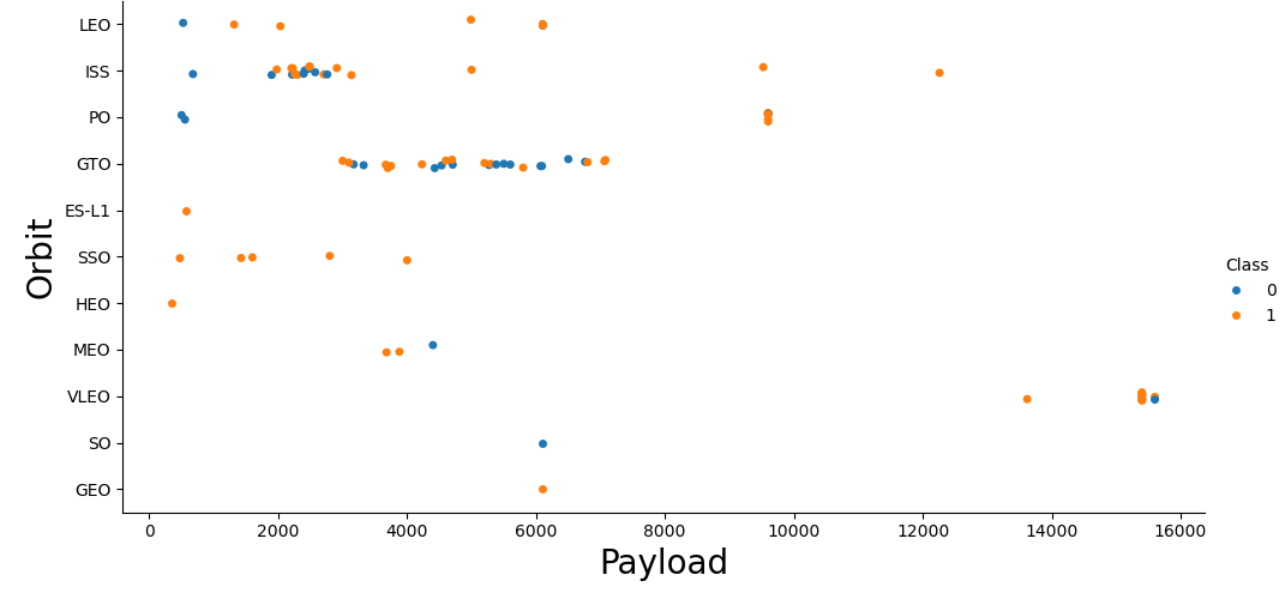 LEO
ISS
PO
GTO
ES-L1
SSO
HEO
MEO
VLEO
SO
GEO
Orbit
0 2000 4000 6000 8000 10000 12000 14000 16000
Payload
Class
0
1